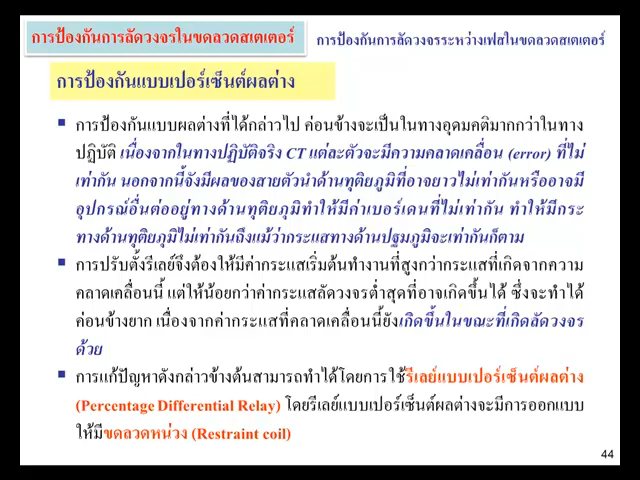 การป้องกันการลัดวงจรในขดลวดสเตเตอร์
การป้องกันการลัดวงจรระหว่างเฟสในขดลวดสเตเตอร์
การป้องกันแบบเปอร์เซ็นต์ผลต่าง
การป้องกันแบบผลต่างที่ได้กล่าวไป ค่อนข้างจะเป็นในทางอุดมคติมากกว่าในทาง
ปฏิบัติ เนื่องจากในทางปฏิบัติจริง CT แต่ละตัวจะมีความคลาดเคลื่อน (error) ที่ไม่
เท่ากัน นอกจากนี้จังมีผลของสายตัวนำด้านทุติยภูมิที่อาจยาวไม่เท่ากันหรืออาจมี
อุปกรณ์อื่นต่ออยู่ทางด้านทุติยภูมิทำให้มีค่าเบอร์เดนที่ไม่เท่ากัน ทำให้มีกระ
ทางด้านทุติยภูมิไม่เท่ากันถึงแม้ว่ากระแสทางด้านปฐมภูมิจะเท่ากันก็ตาม
การปรับตั้งรีเลย์จึงต้องให้มีค่ากระแสเริ่มต้นทำงานที่สูงกว่ากระแสที่เกิดจากความ
คลาดเคลื่อนนี้ แต่ให้น้อยกว่าค่ากระแสลัดวงจรต่ำสุดที่อาจเกิดขึ้นได้ ซึ่งจะทำได้
ค่อนข้างยาก เนื่องจากค่ากระแสที่คลาดเคลื่อนนี้ยังเกิดขึ้นในขณะที่เกิดลัดวงจร
ด้วย
การแก้ปัญหาดังกล่าวข้างต้นสามารถทำได้โดยการใช้รีเลย์แบบเปอร์เซ็นต์ผลต่าง
(Percentage Differential Relay) โดยรีเลย์แบบเปอร์เซ็นต์ผลต่างจะมีการออกแบบ
ให้มีขดลวดหน่วง (Restraint coil)
44